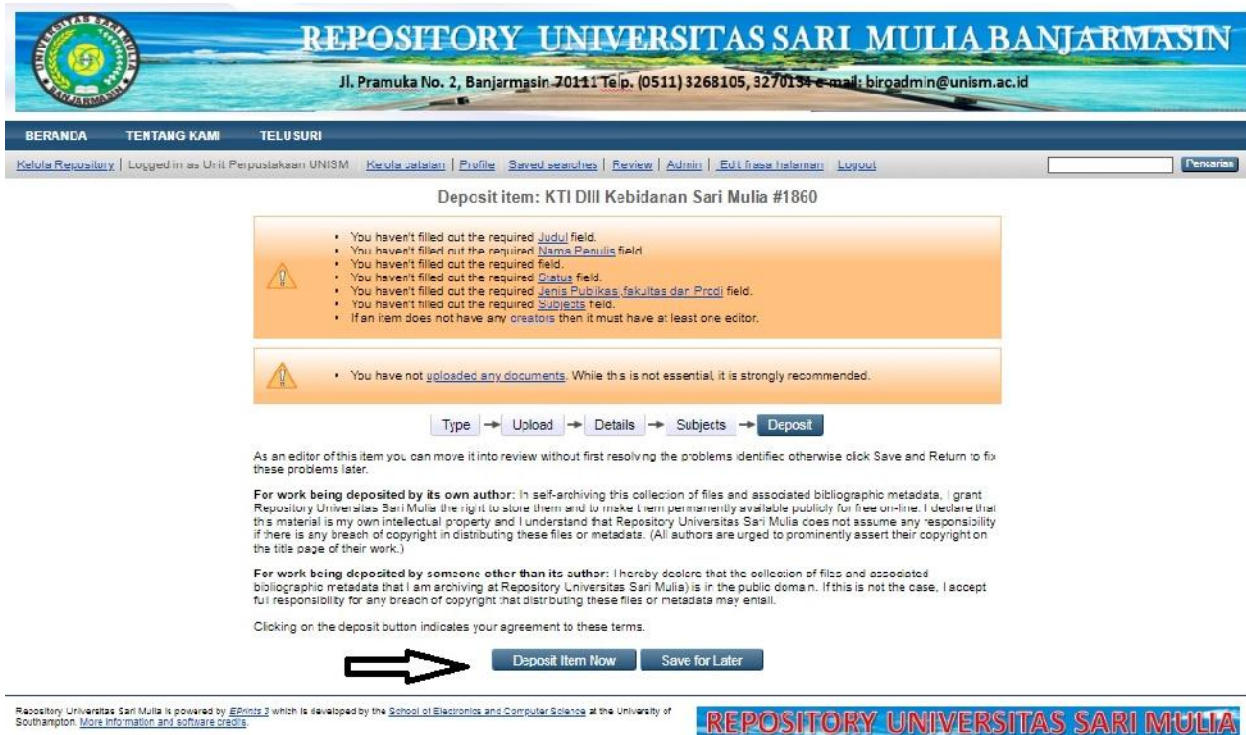 UNIVERSITAS SARI MULIA
BANJARMASIN
REPOSITORY UNIVERSITAS SARI MULIA BANJARMASIN
Jl. Pramuka No. 2, Banjarmasin 70111 Telp. (0511) 3268105, 3270134 e-mail: biroadmin@unism.ac.id
BERANDA TENTANG KAMI TELUSURI
Kelola Repository | Logged in as Unit Perpustakaan UNISM Kelola catatan | Profile Saved searches | Review | Admin | Edit frasa halaman Logout Pencarian
Deposit item: KTI DIII Kebidanan Sari Mulia #1860
• You haven't filled out the required Judul field.
• You haven't filled out the required Nama Penulis field.
• You haven't filled out the required field.
• You haven't filled out the required Status field.
• You haven't filled out the required Jenis Publikas ,fakultas dan Prodi field.
• You haven't filled out the required Subjects field.
• If an item does not have any creators then it must have at least one editor.
• You have not uploaded any documents. While this is not essential, it is strongly recommended.
Type → Upload → Details → Subjects → Deposit
As an editor of this item you can move it into review without first resolving the problems identified otherwise click Save and Return to fix
these problems later.
For work being deposited by its own author: In self-archiving this collection of files and associated bibliographic metadata, I grant
Repository Universitas Sari Mulia the right to store them and to make them permanently available publicly for free on-line. I declare that
this material is my own intellectual property and I understand that Repository Universitas Sari Mulia does not assume any responsibility
if there is any breach of copyright in distributing these files or metadata. (All authors are urged to prominently assert their copyright on
the title page of their work.)
For work being deposited by someone other than its author: I hereby declare that the collection of files and associated
bibliographic metadata that I am archiving at Repository Universitas Sari Mulia) is in the public domain. If this is not the case, I accept
full responsibility for any breach of copyright that distributing these files or metadata may entail.
Clicking on the deposit button indicates your agreement to these terms.
Deposit Item Now Save for Later
Repository Universitas Sari Mulia is powered by EPrints 3 which is developed by the School of Electronics and Computer Science at the University of
Southampton. More information and software credits.
REPOSITORY UNIVERSITAS SARI MULIA